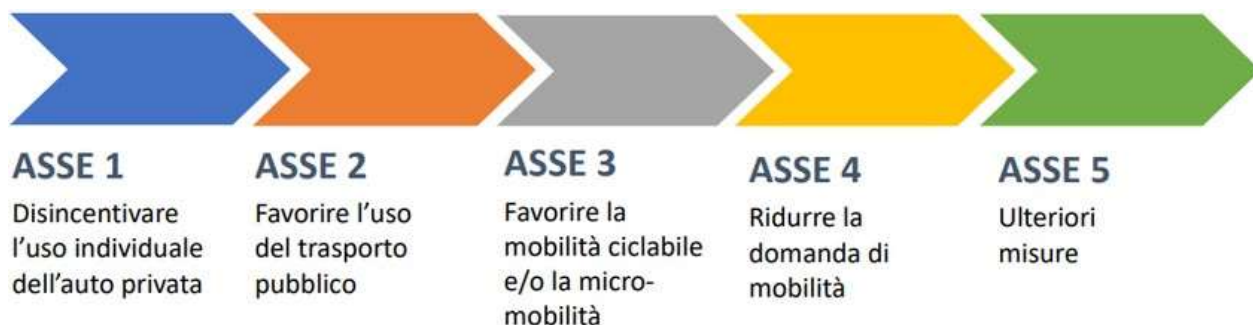 ASSE 1
Disincentivare
l’uso individuale
dell’auto privata
ASSE 2
Favorire l’uso
del trasporto
pubblico
ASSE 3
Favorire la
mobilità ciclabile
e/o la micro-
mobilità
ASSE 4
Ridurre la
domanda di
mobilità
ASSE 5
Ulteriori
misure